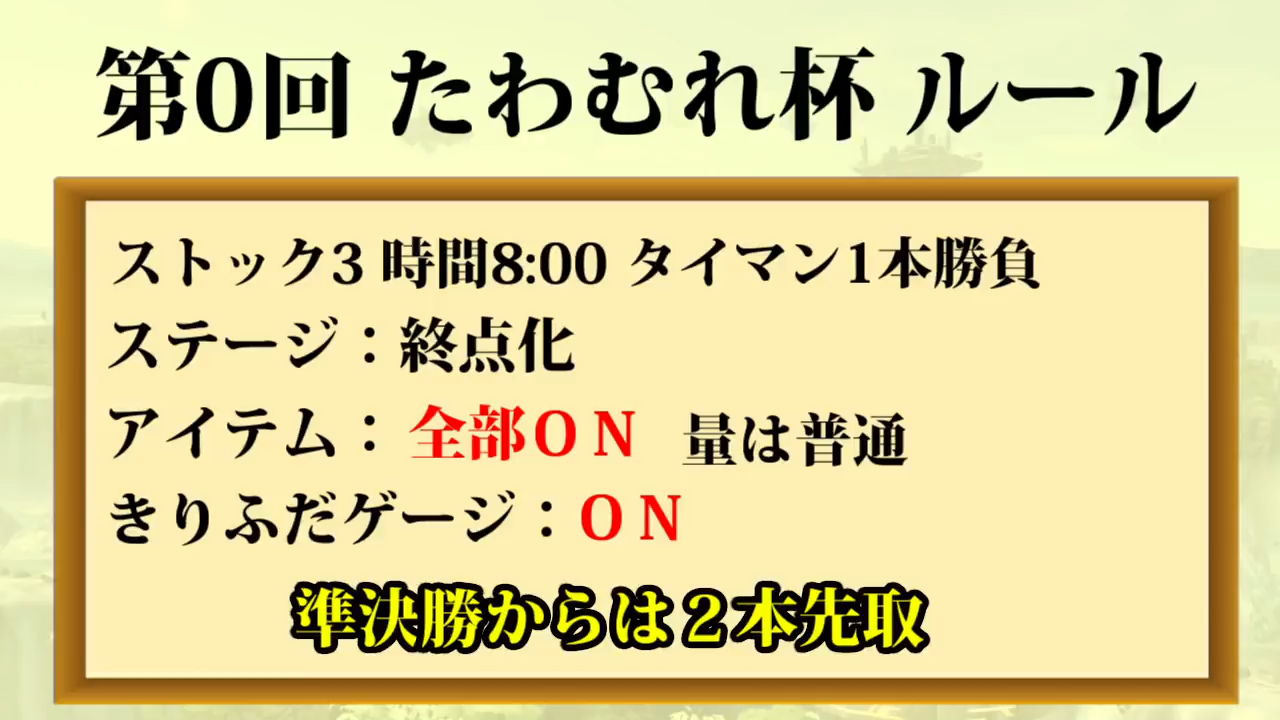 第0回 たわむれ杯 ルール
ストック3 時間8:00 タイマン1本勝負
ステージ：終点化
アイテム：全部ＯＮ 量は普通
きりふだゲージ：ＯＮ
準決勝からは２本先取